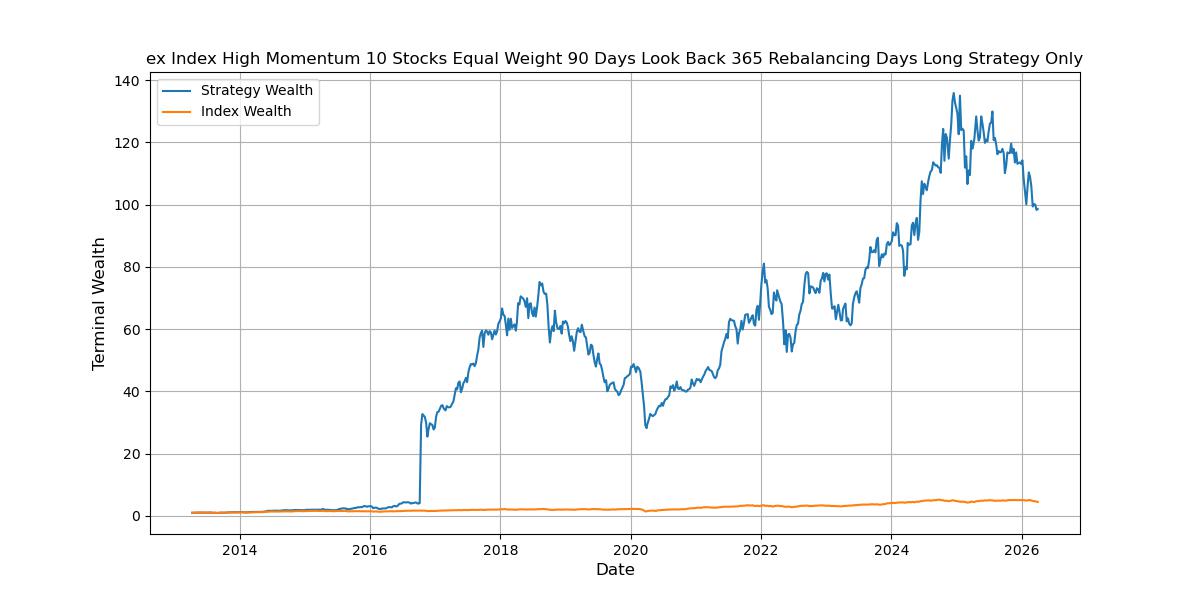 ex Index High Momentum 10 Stocks Equal Weight 90 Days Look Back 365 Rebalancing Days Long Strategy Only
Strategy Wealth
Index Wealth
Terminal Wealth
140
120
100
80
60
40
20
0
2014 2016 2018 2020 2022 2024 2026
Date